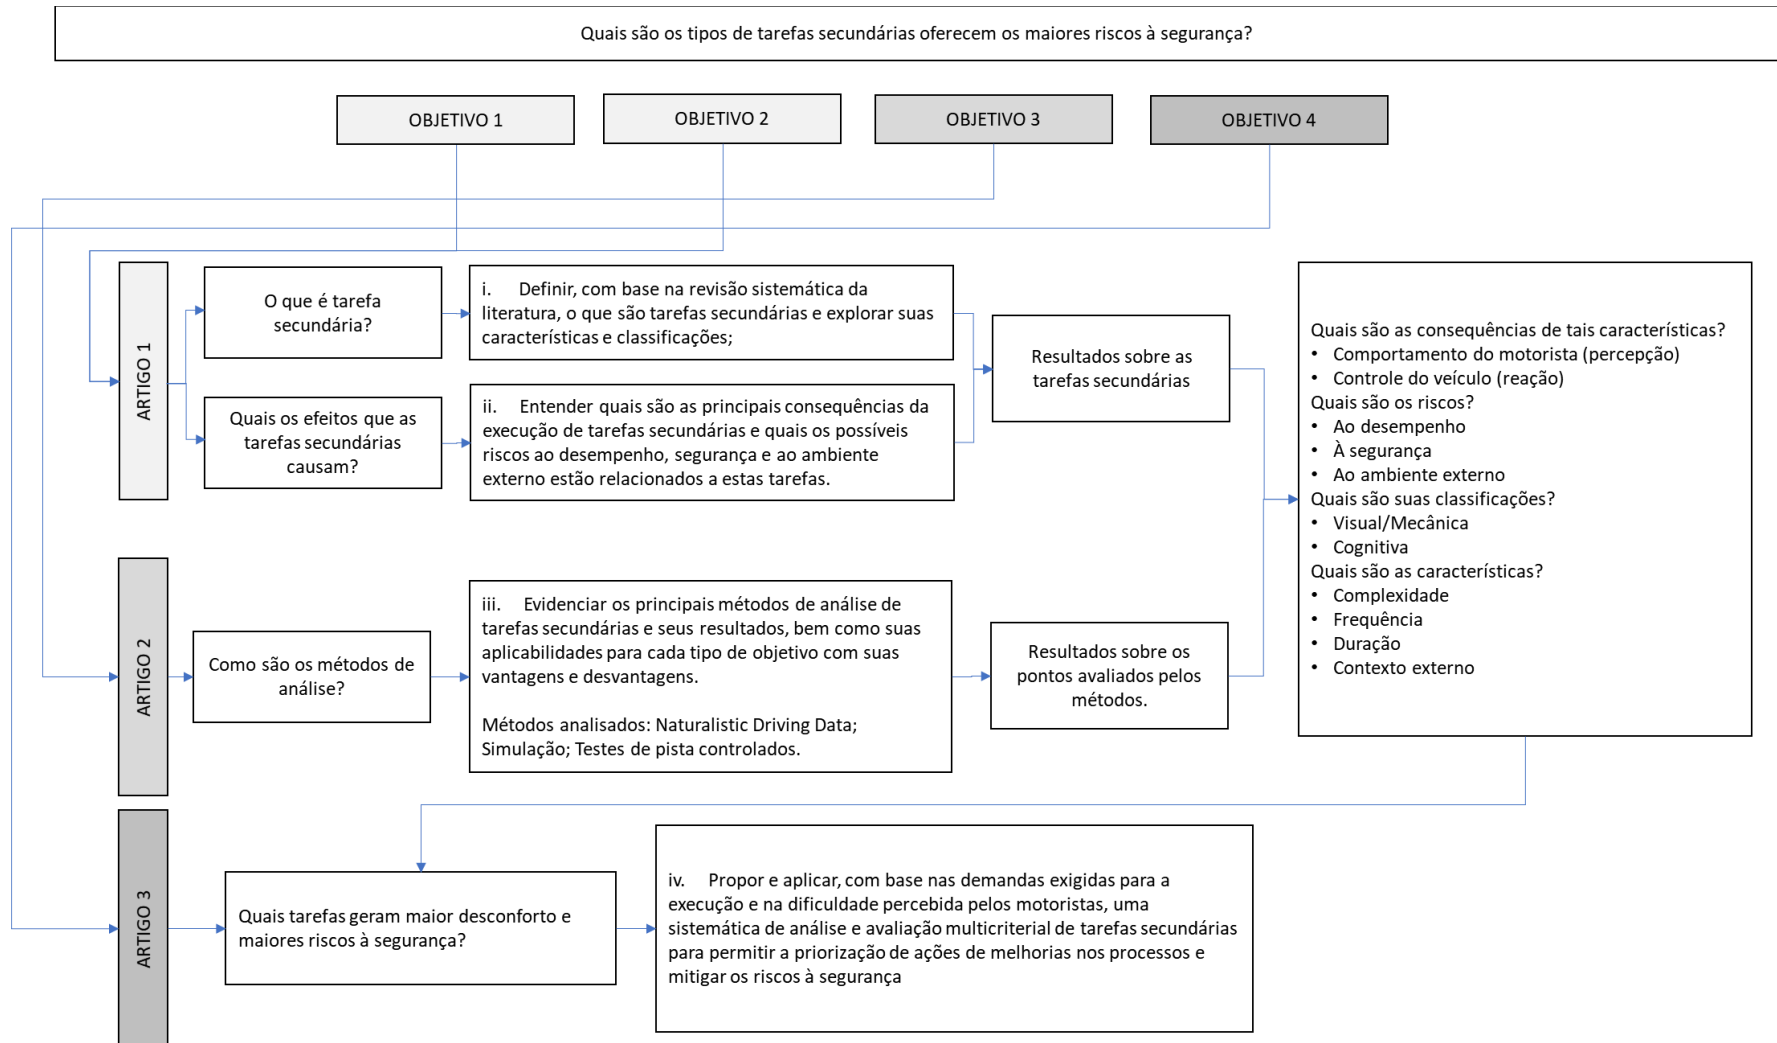 Quais são os tipos de tarefas secundárias oferecem os maiores riscos à segurança?
OBJETIVO 1
OBJETIVO 2
OBJETIVO 3
OBJETIVO 4
ARTIGO 1
O que é tarefa
secundária?
i. Definir, com base na revisão sistemática da
literatura, o que são tarefas secundárias e explorar suas
características e classificações;
Quais os efeitos que as
tarefas secundárias
causam?
ii. Entender quais são as principais consequências da
execução de tarefas secundárias e quais os possíveis
riscos ao desempenho, segurança e ao ambiente
externo estão relacionados a estas tarefas.
Resultados sobre as
tarefas secundárias
Quais são as consequências de tais características?
• Comportamento do motorista (percepção)
• Controle do veículo (reação)
Quais são os riscos?
• Ao desempenho
• À segurança
• Ao ambiente externo
Quais são suas classificações?
• Visual/Mecânica
• Cognitiva
Quais são as características?
• Complexidade
• Frequência
• Duração
• Contexto externo
ARTIGO 2
Como são os métodos de
análise?
iii. Evidenciar os principais métodos de análise de
tarefas secundárias e seus resultados, bem como suas
aplicabilidades para cada tipo de objetivo com suas
vantagens e desvantagens.
Métodos analisados: Naturalistic Driving Data;
Simulação; Testes de pista controlados.
Resultados sobre os
pontos avaliados pelos
métodos.
ARTIGO 3
Quais tarefas geram maior desconforto e
maiores riscos à segurança?
iv. Propor e aplicar, com base nas demandas exigidas para a
execução e na dificuldade percebida pelos motoristas, uma
sistemática de análise e avaliação multicriterial de tarefas secundárias
para permitir a priorização de ações de melhorias nos processos e
mitigar os riscos à segurança